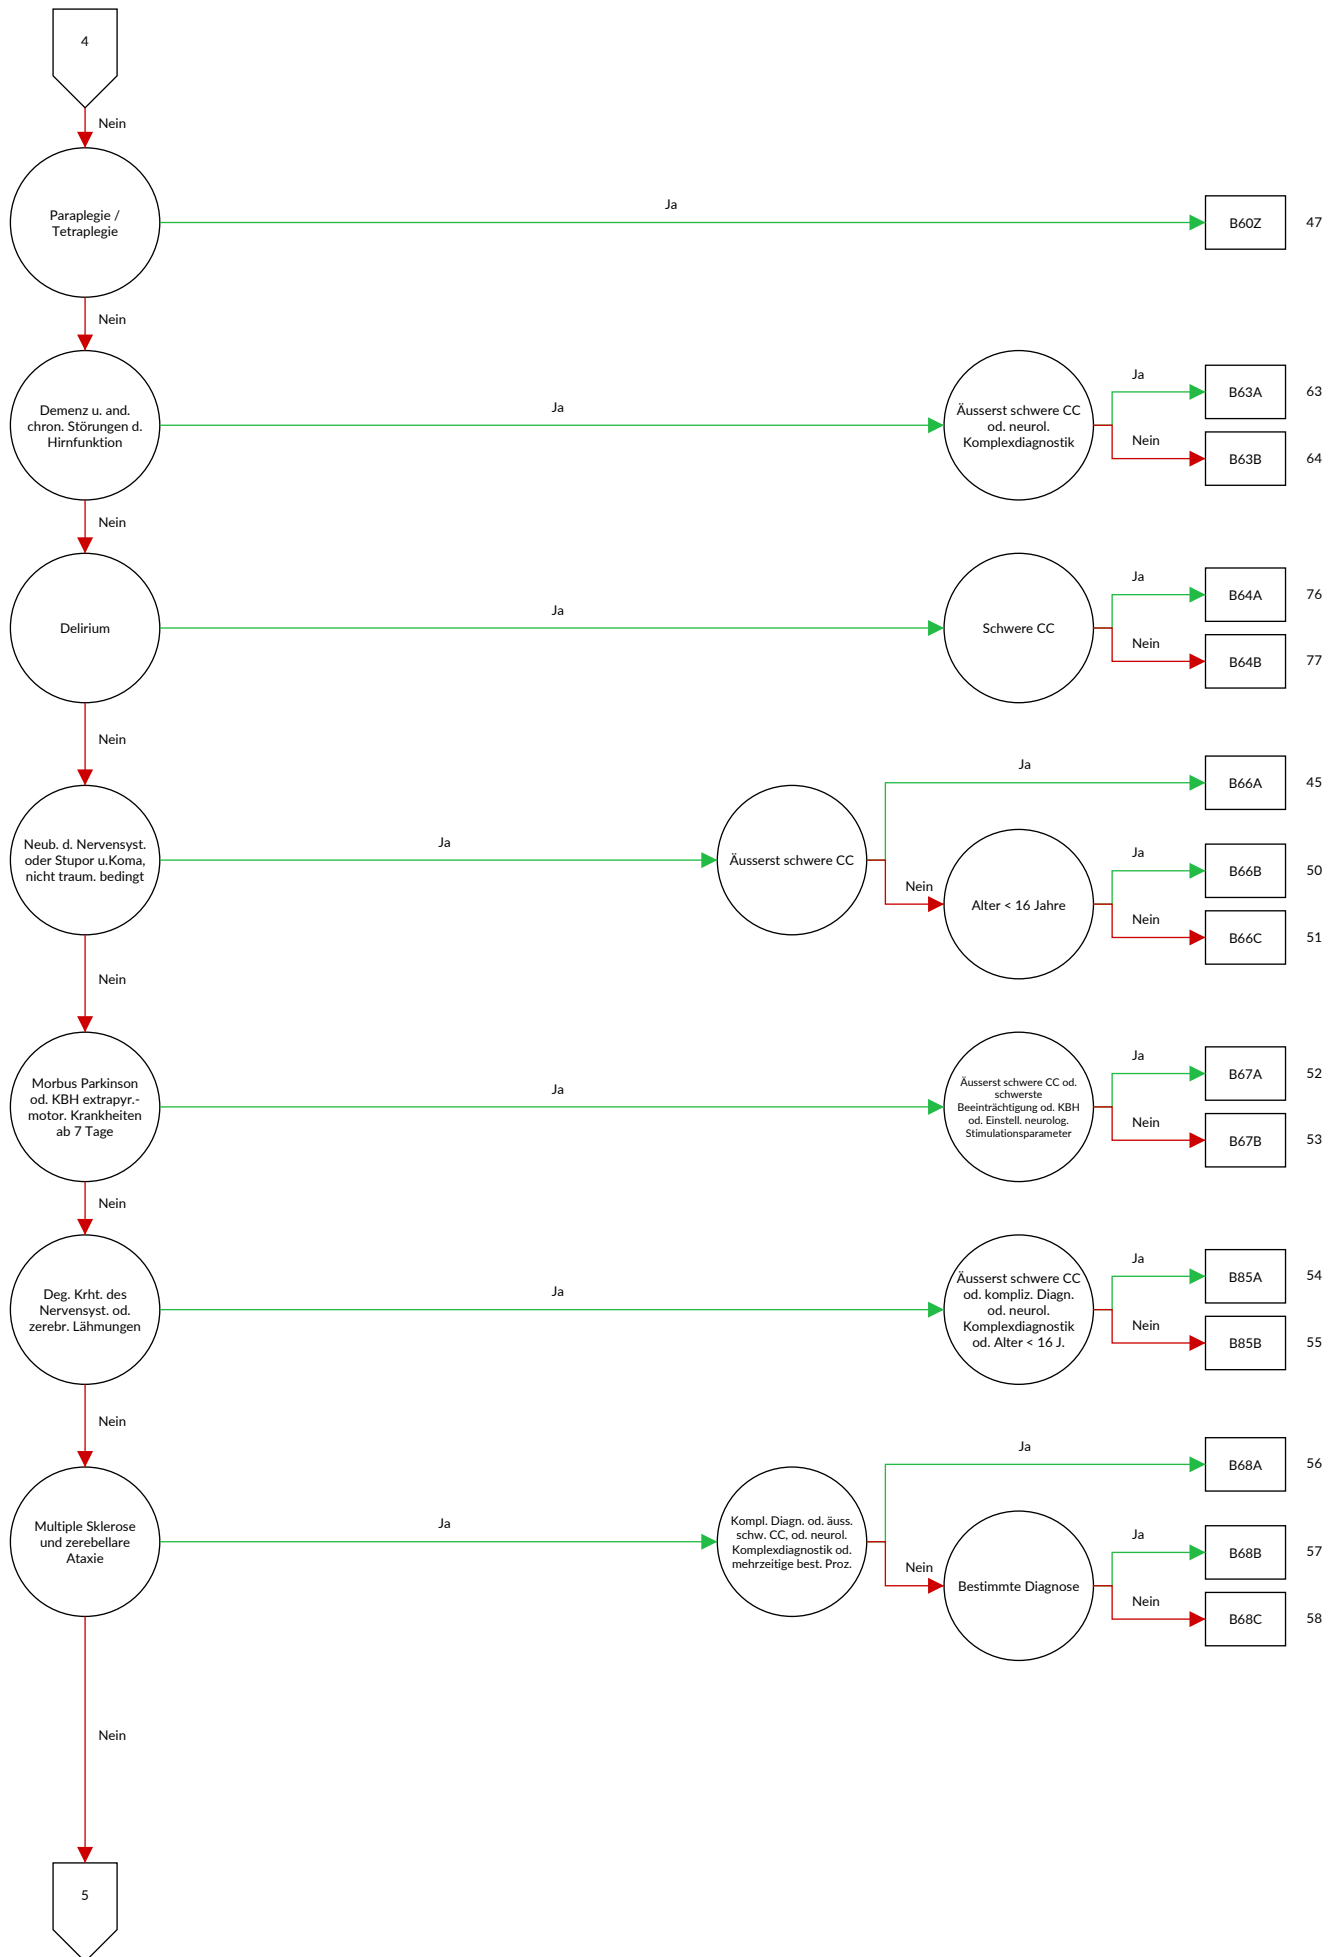 4
Nein
Paraplegie /
Tetraplegie
Ja
B60Z
47
Nein
Demenz u. and.
chron. Störungen d.
Hirnfunktion
Ja
Äusserst schwere CC
od. neurol.
Komplexdiagnostik
Ja
B63A
63
Nein
B63B
64
Nein
Delirium
Ja
Schwere CC
Ja
B64A
76
Nein
B64B
77
Nein
Neub. d. Nervensyst.
oder Stupor u.Koma,
nicht traum. bedingt
Ja
Äusserst schwere CC
Ja
B66A
45
Nein
Alter < 16 Jahre
Ja
B66B
50
Nein
B66C
51
Nein
Morbus Parkinson
od. KBH extrapyr.-
motor. Krankheiten
ab 7 Tage
Ja
Äusserst schwere CC od.
schwerste
Beeinträchtigung od. KBH
od. Einstell. neurolog.
Stimulationsparameter
Ja
B67A
52
Nein
B67B
53
Nein
Deg. Krht. des
Nervensyst. od.
zerebr. Lähmungen
Ja
Äusserst schwere CC
od. kompliz. Diagn.
od. neurol.
Komplexdiagnostik
od. Alter < 16 J.
Ja
B85A
54
Nein
B85B
55
Nein
Multiple Sklerose
und zerebellare
Ataxie
Ja
Kompl. Diagn. od. äuss.
schw. CC, od. neurol.
Komplexdiagnostik od.
mehrzeitige best. Proz.
Ja
B68A
56
Nein
Bestimmte Diagnose
Ja
B68B
57
Nein
B68C
58
Nein
5